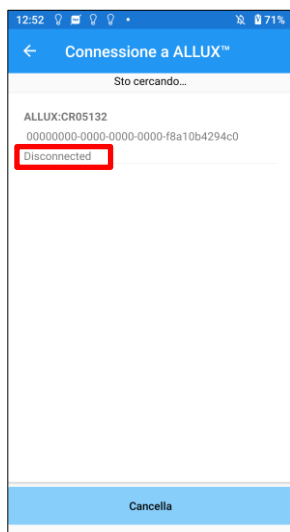 12:52 71%
Connessione a ALLUX™
Sto cercando…
ALLUX:CR05132
00000000-0000-0000-0000-f8a10b4294c0
Disconnected
Cancella